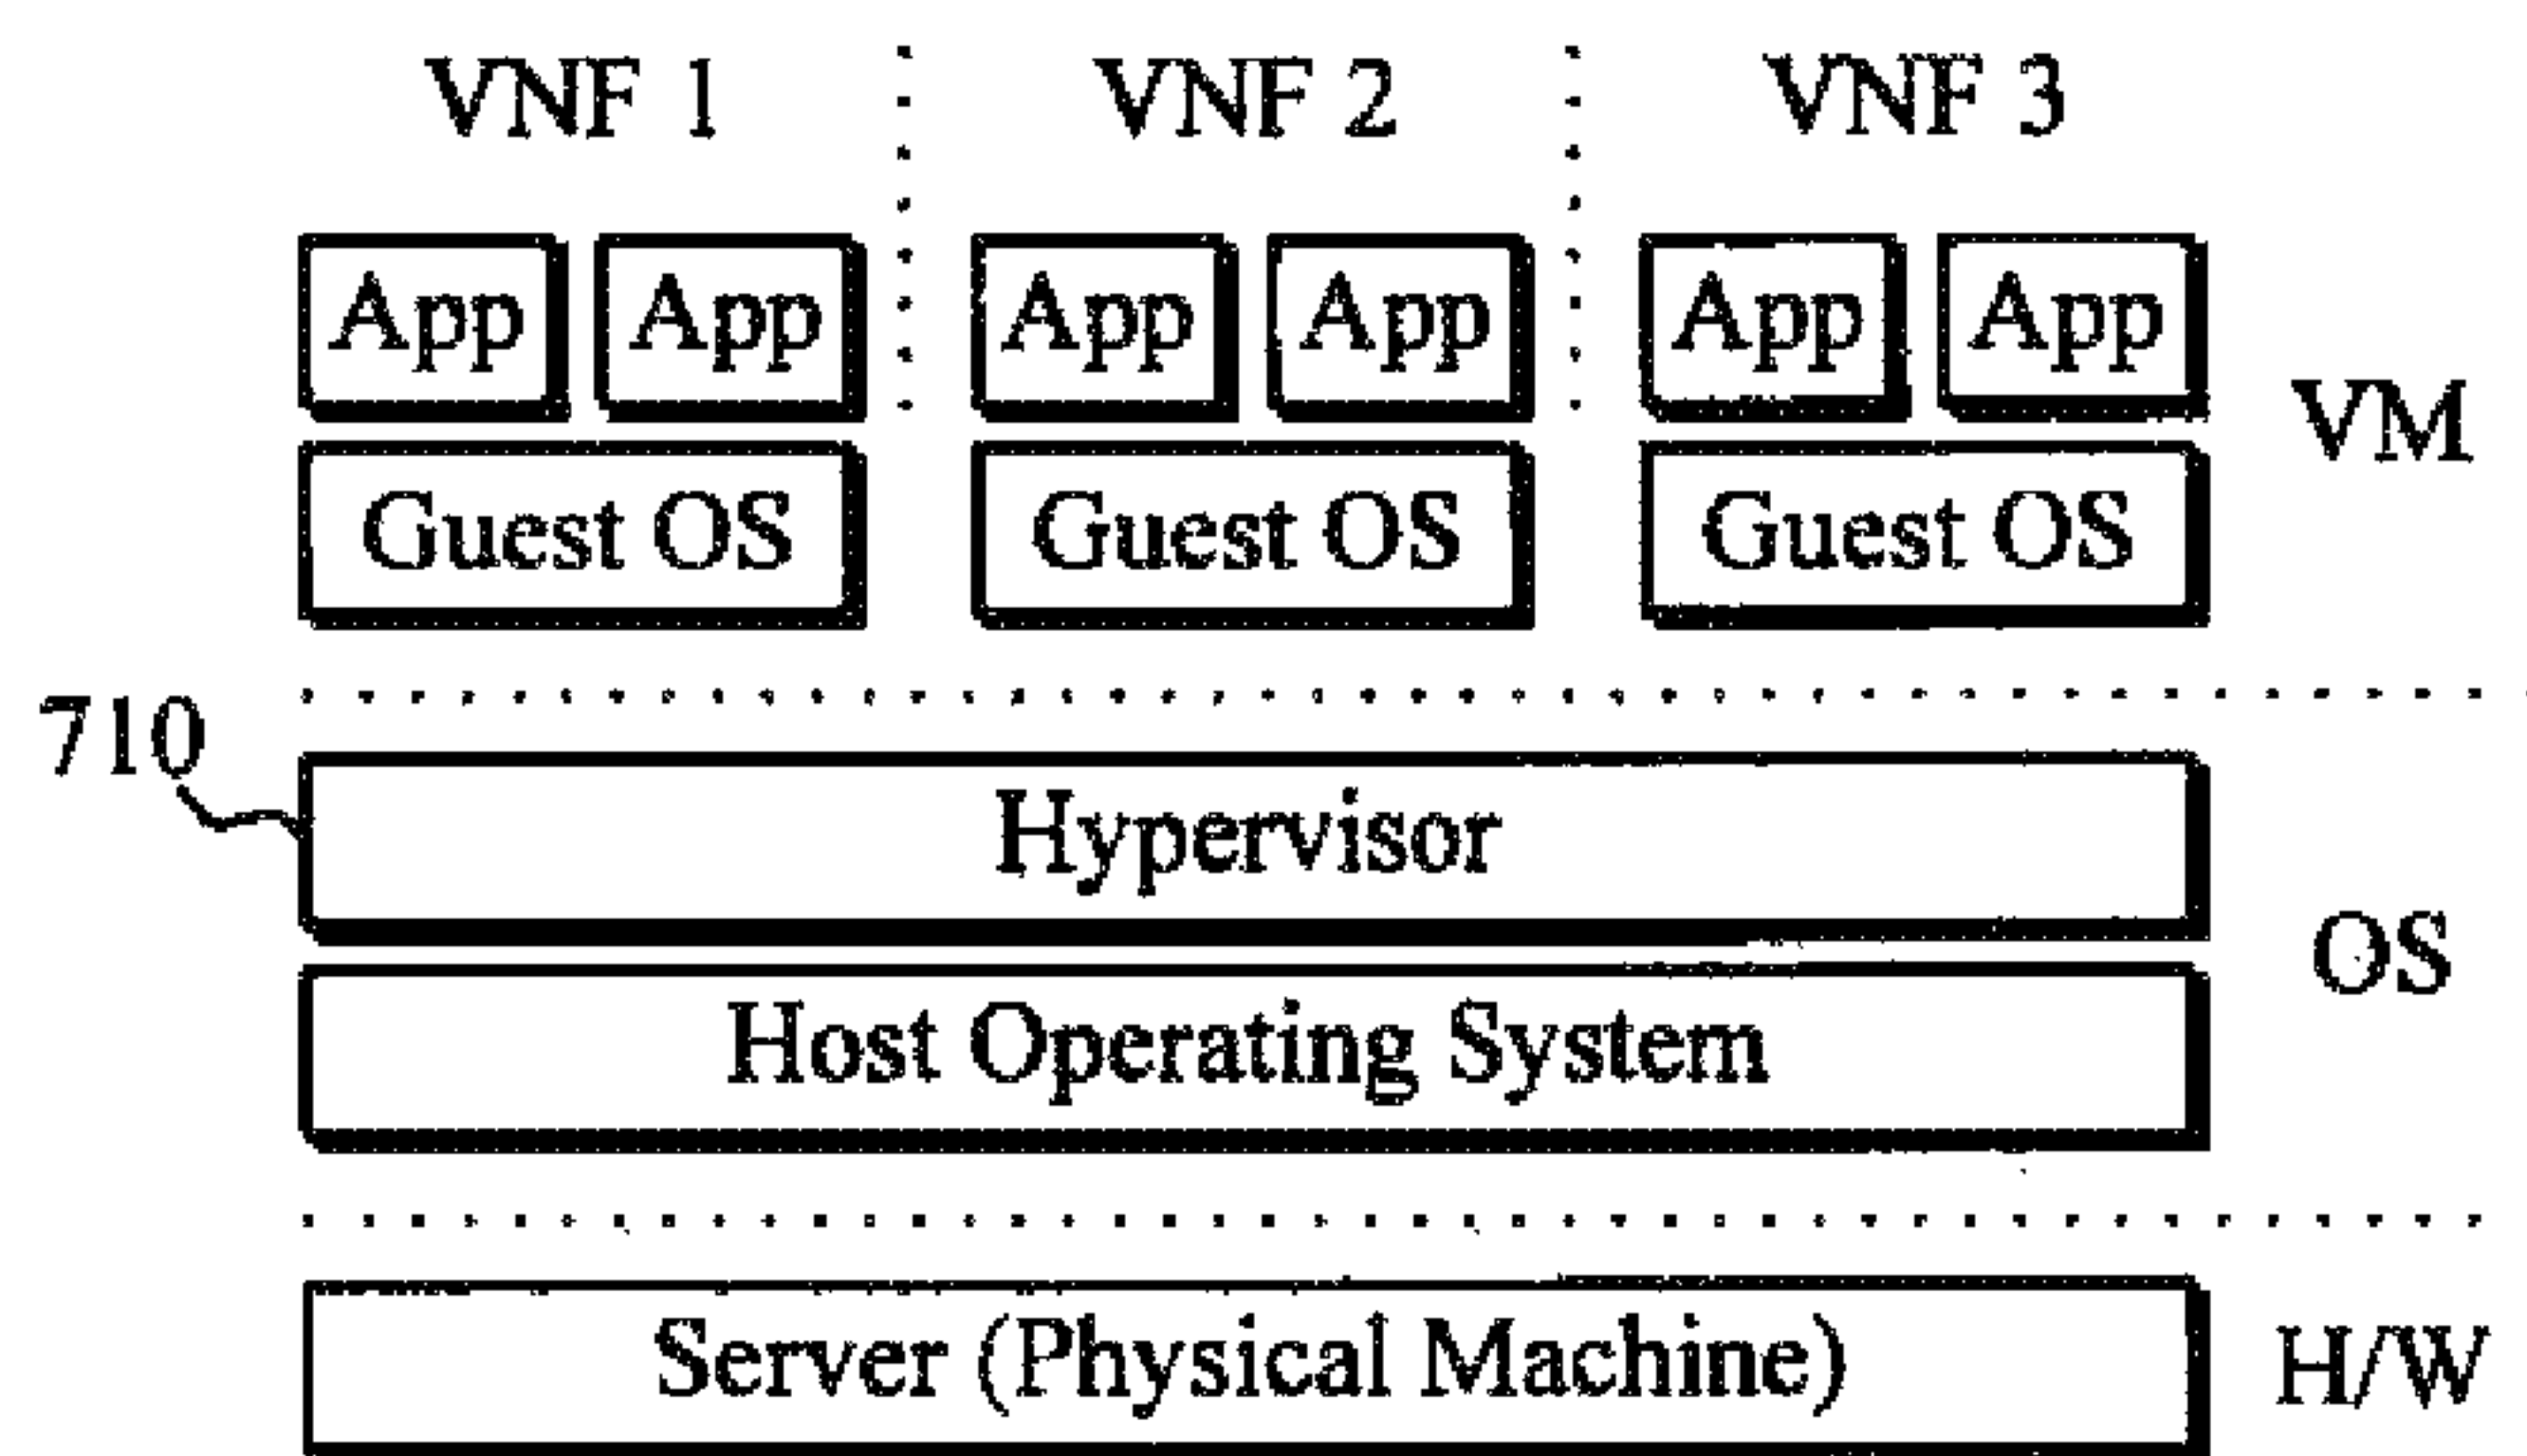 VNF 1 VNF 2 VNF 3
App App App App App App
VM
Guest OS Guest OS Guest OS
710
Hypervisor
OS
Host Operating System
Server (Physical Machine) H/W